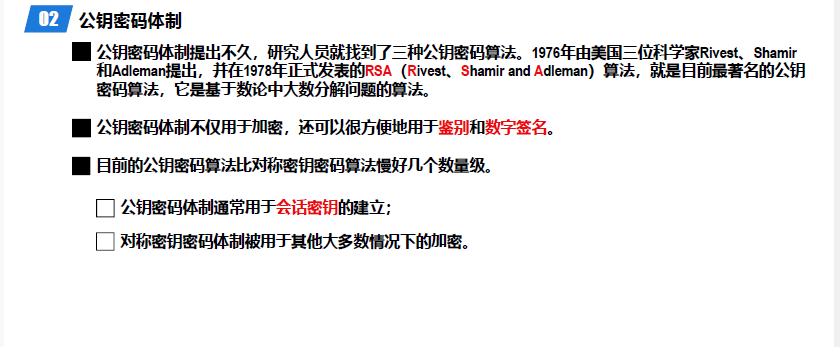 02 公钥密码体制
公钥密码体制提出不久，研究人员就找到了三种公钥密码算法。1976年由美国三位科学家Rivest、Shamir
和Adleman提出，并在1978年正式发表的RSA（Rivest、Shamir and Adleman）算法，就是目前最著名的公钥
密码算法，它是基于数论中大数分解问题的算法。
公钥密码体制不仅用于加密，还可以很方便地用于鉴别和数字签名。
目前的公钥密码算法比对称密钥密码算法慢好几个数量级。
公钥密码体制通常用于会话密钥的建立；
对称密钥密码体制被用于其他大多数情况下的加密。